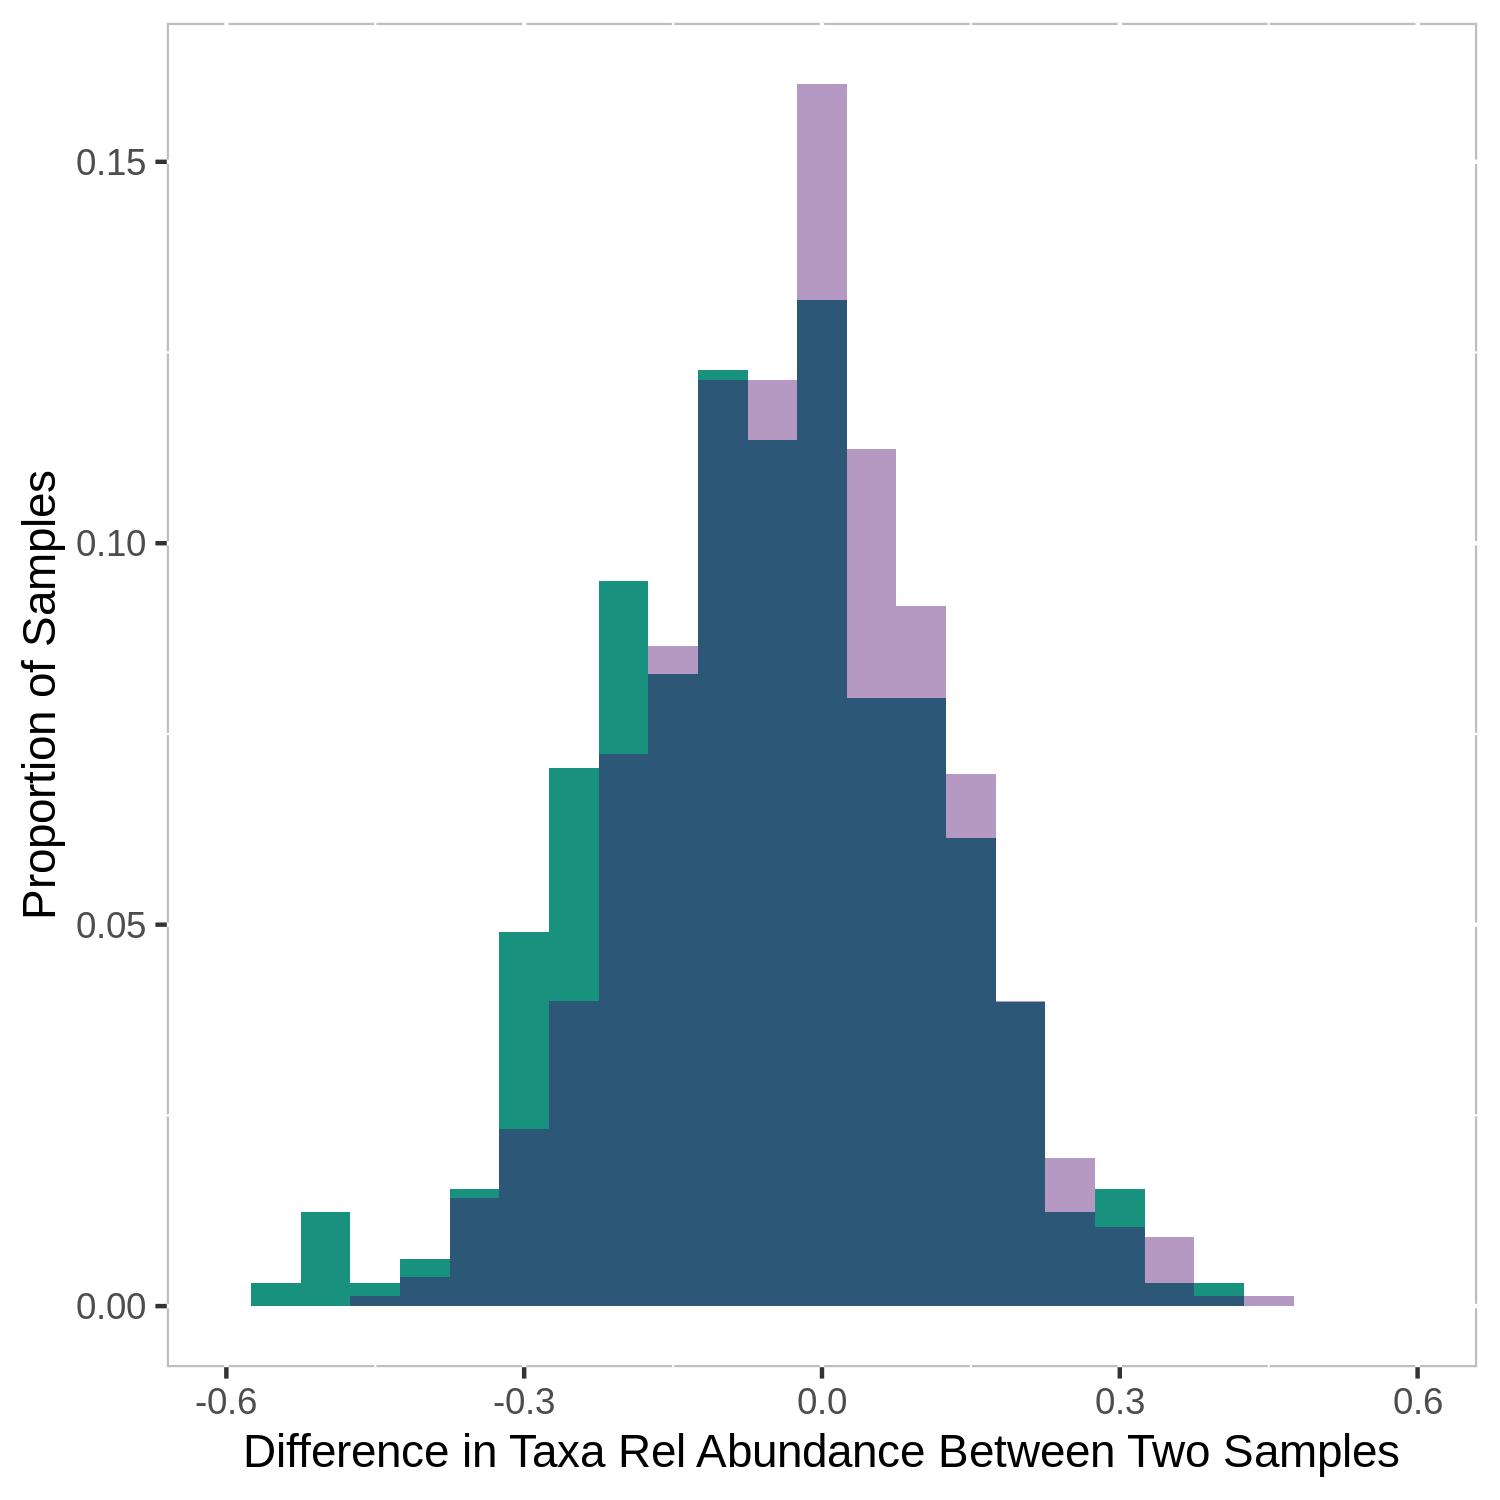 Proportion of Samples
0.15
0.10
0.05
0.00
-0.6 -0.3 0.0 0.3 0.6
Difference in Taxa Rel Abundance Between Two Samples